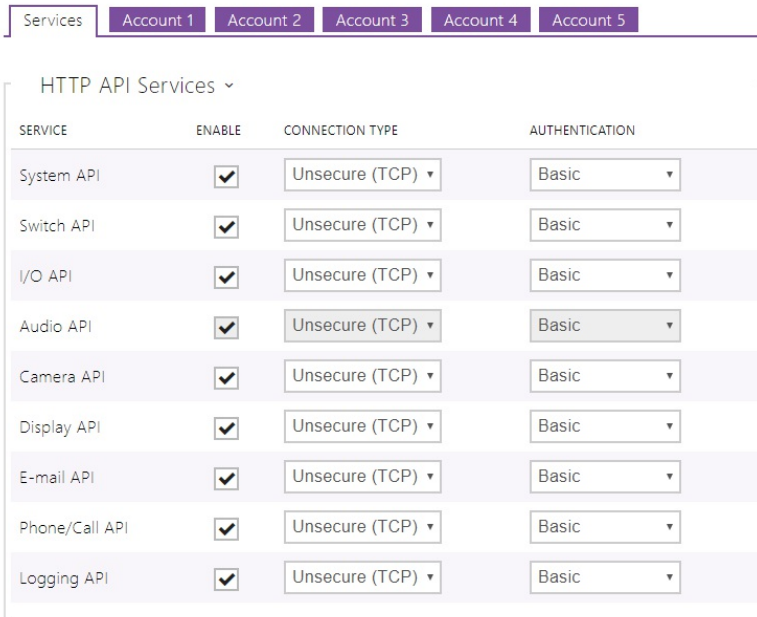 Services Account 1 Account 2 Account 3 Account 4 Account 5
HTTP API Services
SERVICE ENABLE CONNECTION TYPE AUTHENTICATION
System API Unsecure (TCP) Basic
Switch API Unsecure (TCP) Basic
I/O API Unsecure (TCP) Basic
Audio API Unsecure (TCP) Basic
Camera API Unsecure (TCP) Basic
Display API Unsecure (TCP) Basic
E-mail API Unsecure (TCP) Basic
Phone/Call API Unsecure (TCP) Basic
Logging API Unsecure (TCP) Basic